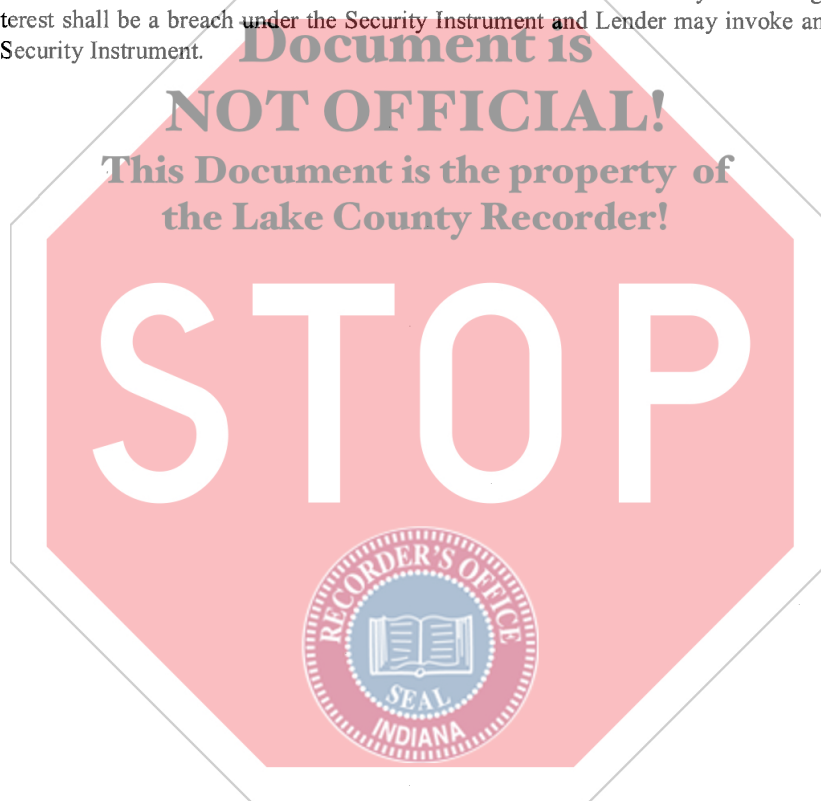 terest shall be a breach under the Security Instrument and Lender may invoke
Security Instrument.
Document is
NOT OFFICIAL!
This Document is the property of
the Lake County Recorder!
STOP
RECORDER'S OFFICE
SEAL
INDIANA